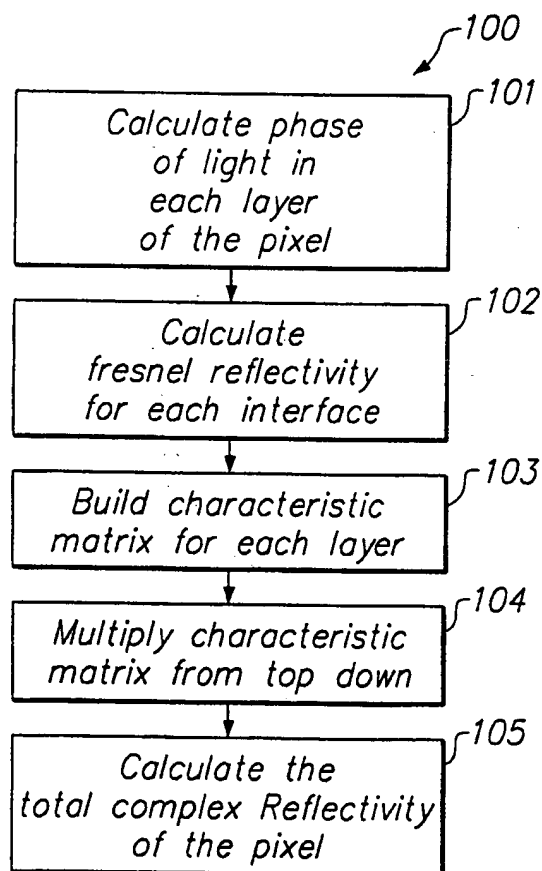 100
101
Calculate phase
of light in
each layer
of the pixel
102
Calculate
fresnel reflectivity
for each interface
103
Build characteristic
matrix for each layer
104
Multiply characteristic
matrix from top down
105
Calculate the
total complex Reflectivity
of the pixel